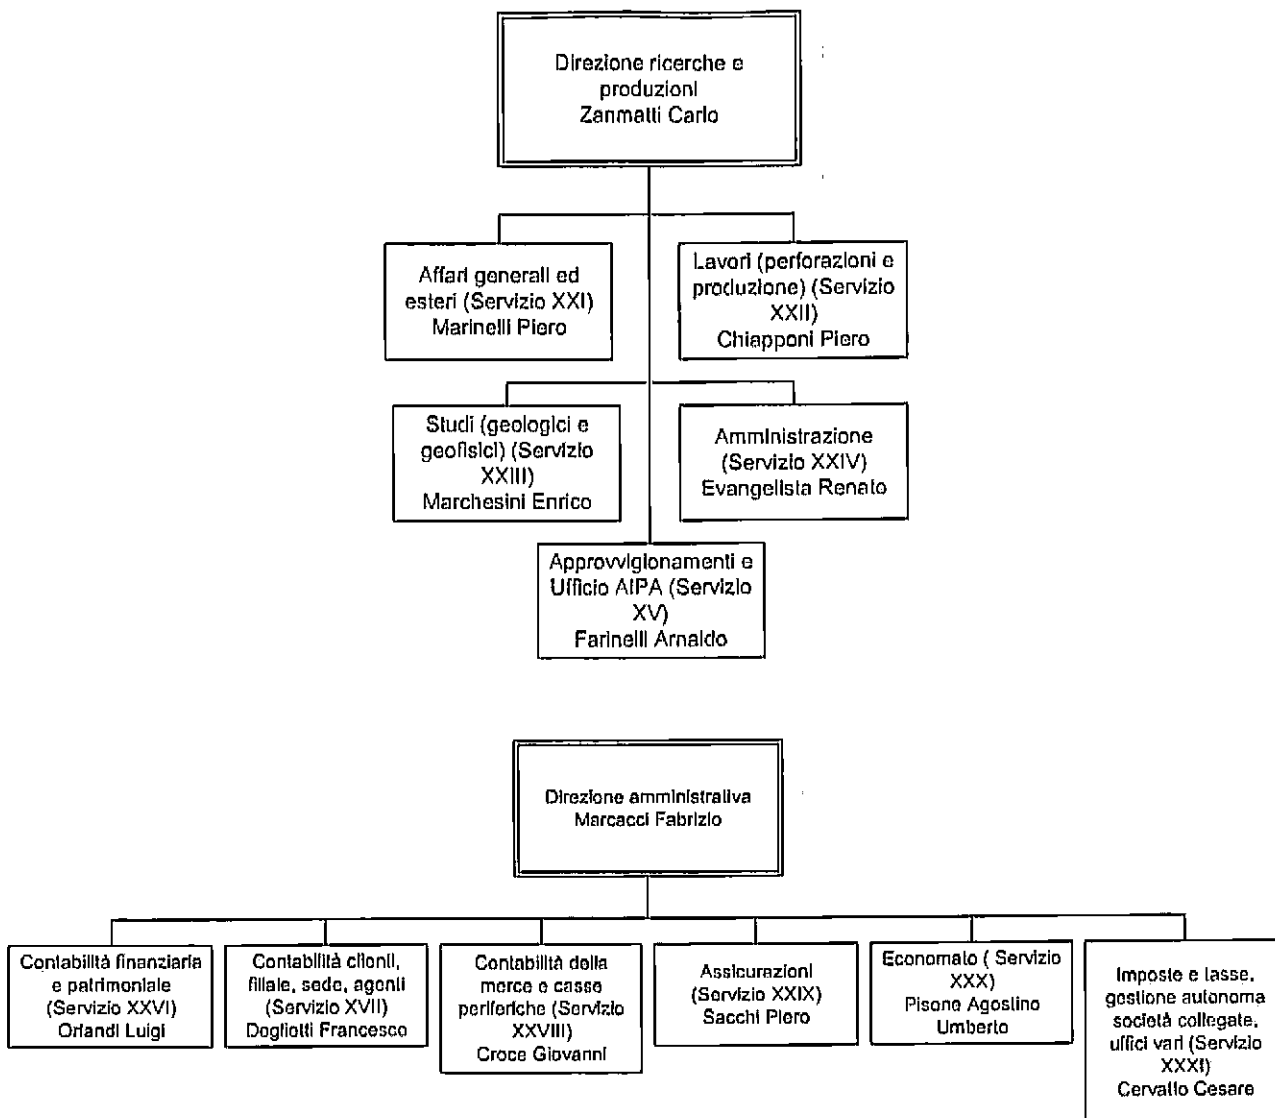 Direzione ricerche e
produzioni
Zanmatti Carlo
Affari generali ed
esteri (Servizio XXI)
Marinelli Piero
Lavori (perforazioni e
produzione) (Servizio
XXII)
Chiapponi Piero
Studi (geologici e
geofisici) (Servizio
XXIII)
Marchesini Enrico
Amministrazione
(Servizio XXIV)
Evangelista Renato
Approvvigionamenti e
Ufficio AIPA (Servizio
XV)
Farinelli Arnaldo
Direzione amministrativa
Marcacci Fabrizio
Contabilità finanziaria
e patrimoniale
(Servizio XXVI)
Orlandi Luigi
Contabilità clienti,
filiale, sede, agenti
(Servizio XVII)
Dogliotti Francesco
Contabilità della
merce e casse
periferiche (Servizio
XXVIII)
Croce Giovanni
Assicurazioni
(Servizio XXIX)
Sacchi Piero
Economato ( Servizio
XXX)
Pisone Agostino
Umberto
Imposte e tasse,
gestione autonoma
società collegate,
uffici vari (Servizio
XXXI)
Cervatto Cesare